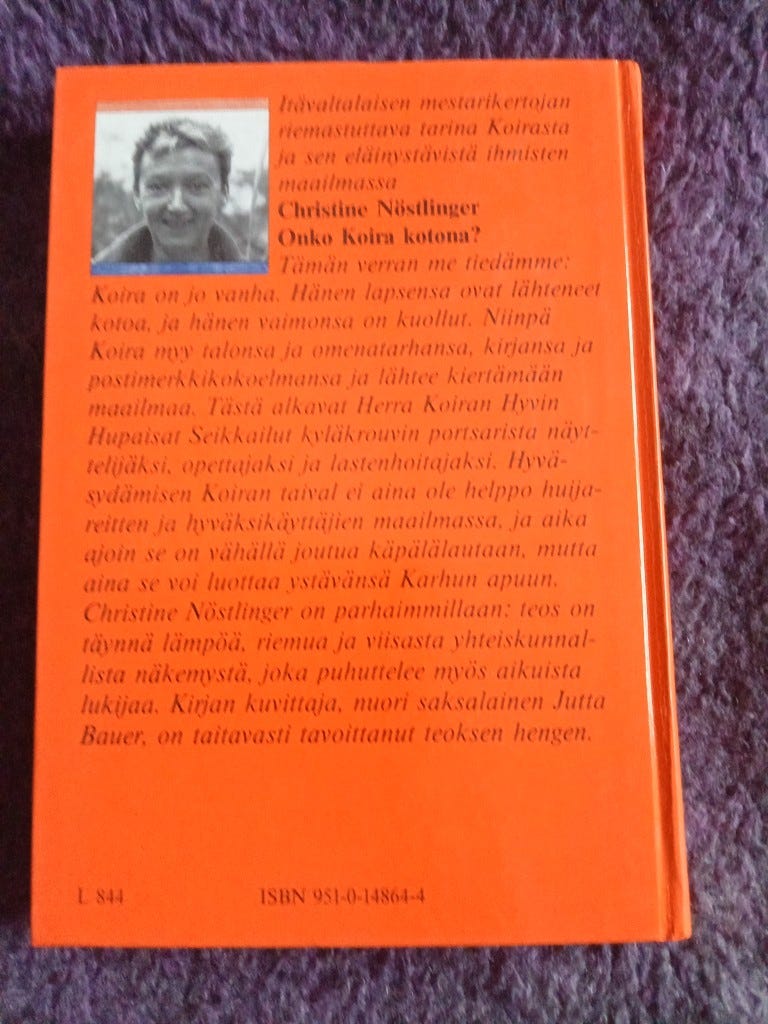 Itävaltalaisen mestarikertojan
riemastuttava tarina Koirasta
ja sen eläinystävistä ihmisten
maailmassa
Christine Nöstlinger
Onko Koira kotona?
Tämän verran me tiedämme:
Koira on jo vanha. Hänen lapsensa ovat lähteneet
kotoa, ja hänen vaimonsa on kuollut. Niinpä
Koira myy talonsa ja omenatarhansa, kirjansa ja
postimerkkikokoelmansa ja lähtee kiertämään
maailmaa. Tästä alkavat Herra Koiran Hyvin
Hupaisat Seikkailut kyläkrouvin portsarista näyt-
telijäksi, opettajaksi ja lastenhoitajaksi. Hyvä-
sydämisen Koiran taival ei aina ole helppo huija-
reitten ja hyväksikäyttäjien maailmassa, ja aika
ajoin se on vähällä joutua käpälälautaan, mutta
aina se voi luottaa ystävänsä Karhun apuun.
Christine Nöstlinger on parhaimmillaan: teos on
täynnä lämpöä, riemua ja viisasta yhteiskunnal-
lista näkemystä, joka puhuttelee myös aikuista
lukijaa. Kirjan kuvittaja, nuori saksalainen Jutta
Bauer, on taitavasti tavoittanut teoksen hengen.
L 844 ISBN 951-0-14864-4